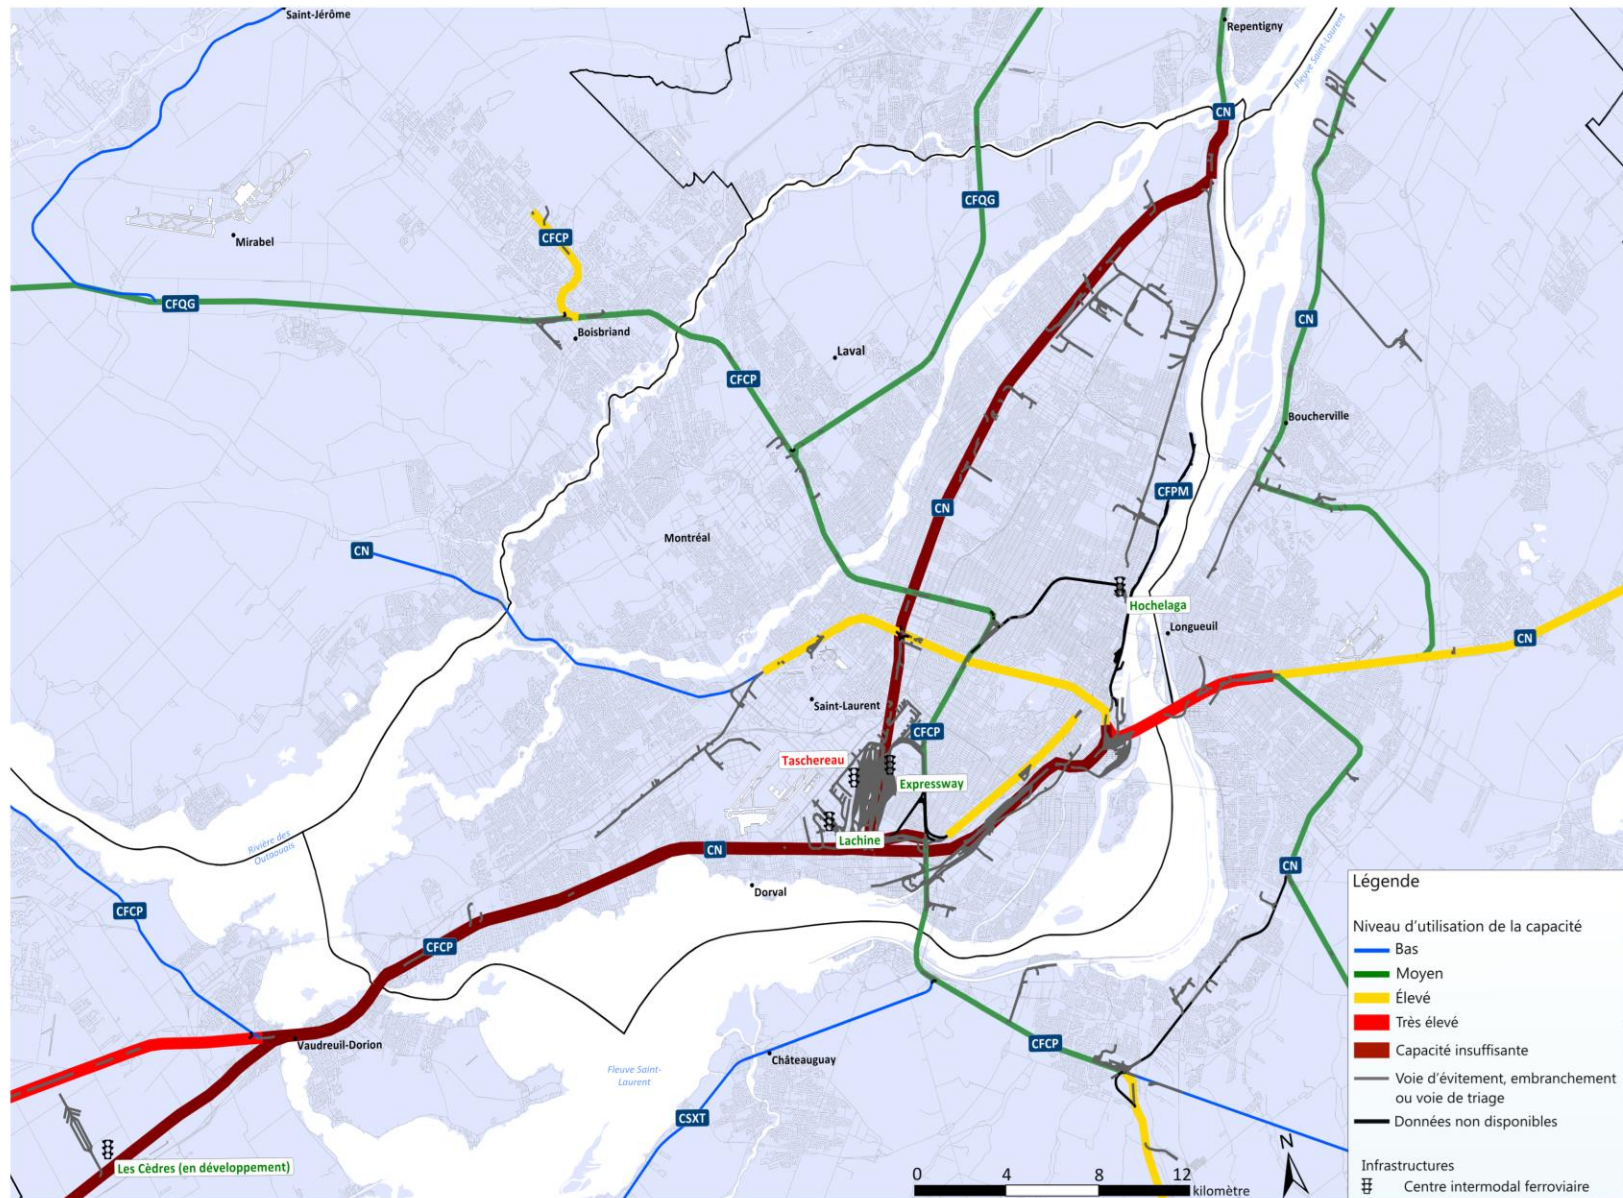 Saint-Jérôme
Repentigny
Fleuve Saint-Laurent
CN
CFQG
Mirabel
CFCP
CFQG
CN
Boisbriand
Laval
CFCP
Boucherville
CFPM
CN
Montréal
CN
Hochelaga
Longueuil
CN
Saint-Laurent
CFCP
Taschereau
Expressway
Lachine
CN
Rivière des
Outaouais
CN
Dorval
CFCP
CFCP
Vaudreuil-Dorion
CFCP
Châteauguay
Fleuve Saint-
Laurent
CSXT
Les Cèdres (en développement)
Légende
Niveau d'utilisation de la capacité
Bas
Moyen
Élevé
Très élevé
Capacité insuffisante
Voie d'évitement, embranchement
ou voie de triage
Données non disponibles
Infrastructures
Centre intermodal ferroviaire
N
0 4 8 12
kilomètre